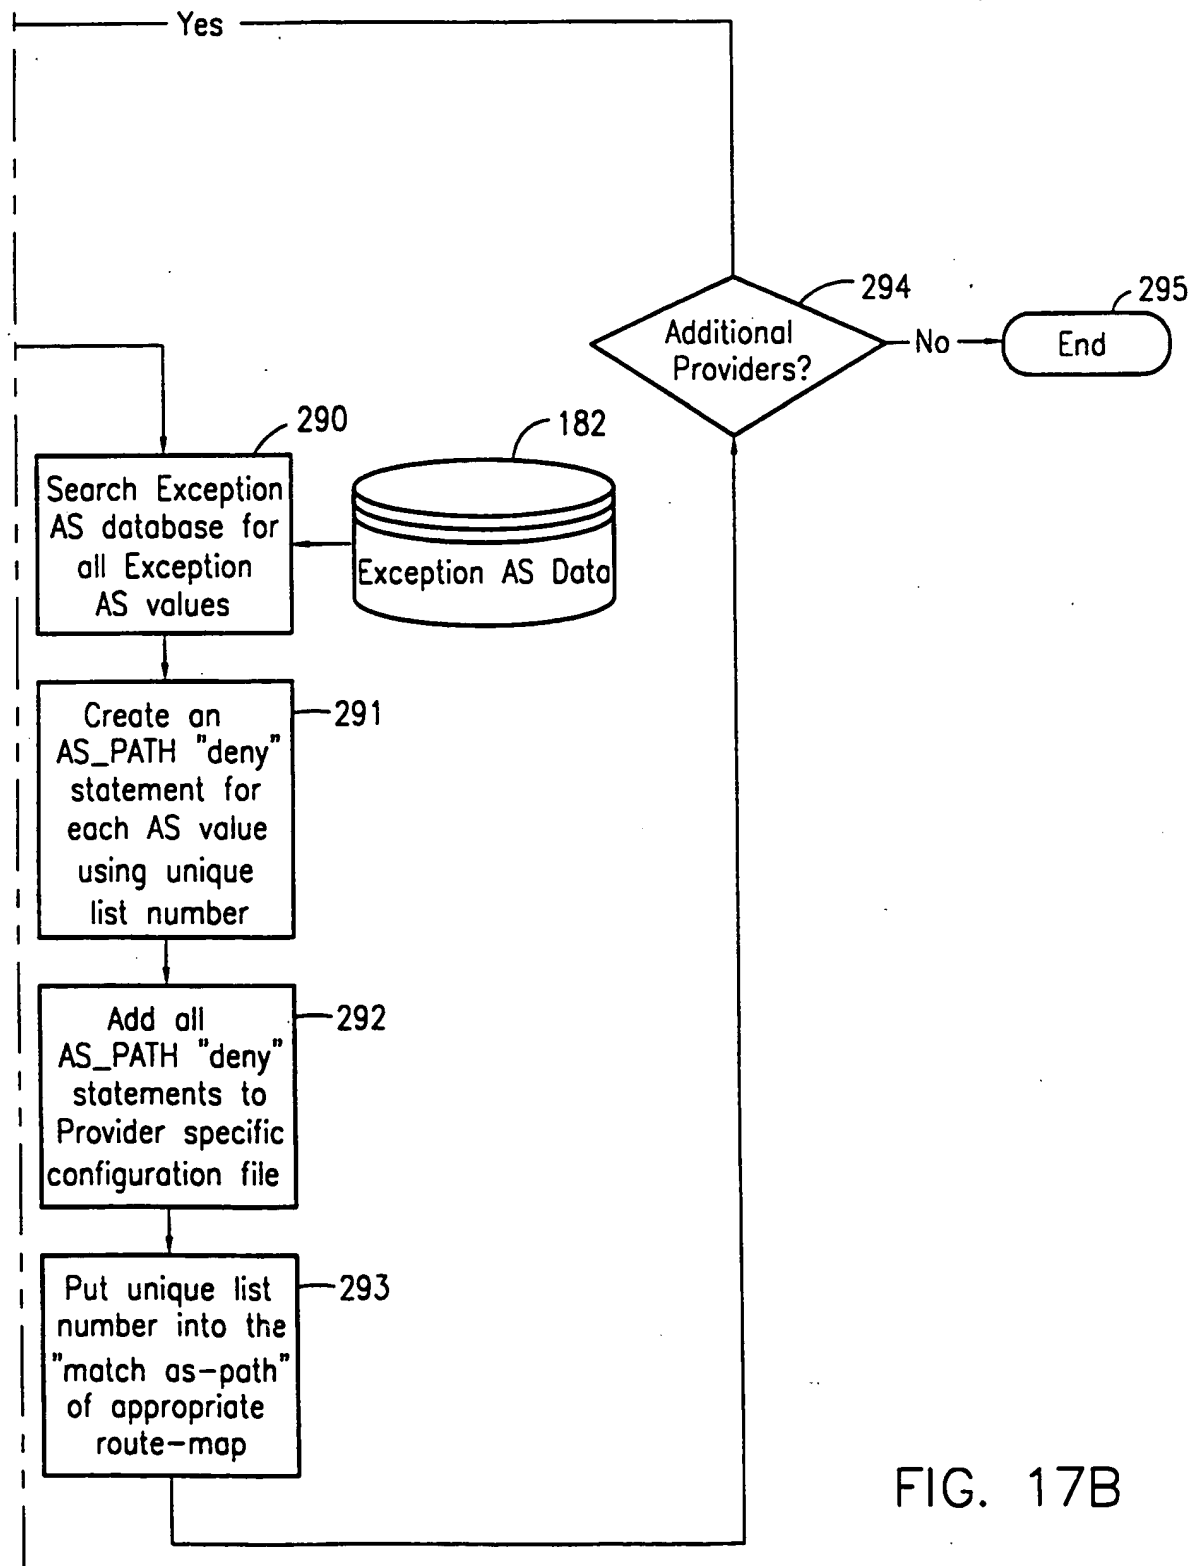 Yes
294
Additional
Providers?
No
295
End
290
Search Exception
AS database for
all Exception
AS values
182
Exception AS Data
291
Create an
AS_PATH "deny"
statement for
each AS value
using unique
list number
292
Add all
AS_PATH "deny"
statements to
Provider specific
configuration file
293
Put unique list
number into the
"match as-path"
of appropriate
route-map
FIG. 17B